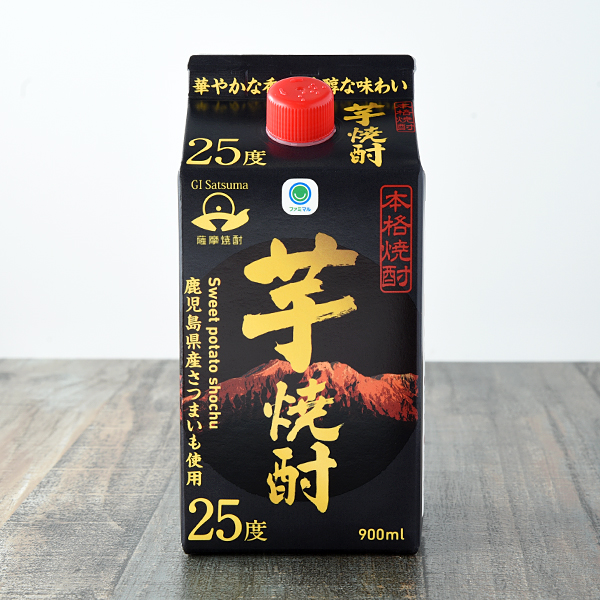 華やかな香
醇な味わい
25度
芋焼酎
本格焼酎
GI Satsuma
薩摩焼酎
ファミマル
本格焼酎
芋焼酎
Sweet potato shochu
鹿児島県産さつまいも使用
25度
900ml